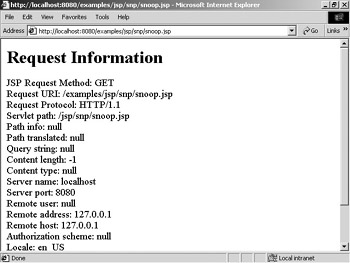 http://localhost:8080/examples/jsp/snp/snoop.jsp - Microsoft Internet Explorer
File Edit View Favorites Tools Help
Address http://localhost:8080/examples/jsp/snp/snoop.jsp Go Links »
Request Information
JSP Request Method: GET
Request URI: /examples/jsp/snp/snoop.jsp
Request Protocol: HTTP/1.1
Servlet path: /jsp/snp/snoop.jsp
Path info: null
Path translated: null
Query string: null
Content length: -1
Content type: null
Server name: localhost
Server port: 8080
Remote user: null
Remote address: 127.0.0.1
Remote host: 127.0.0.1
Authorization scheme: null
Locale: en_US
Done Local intranet